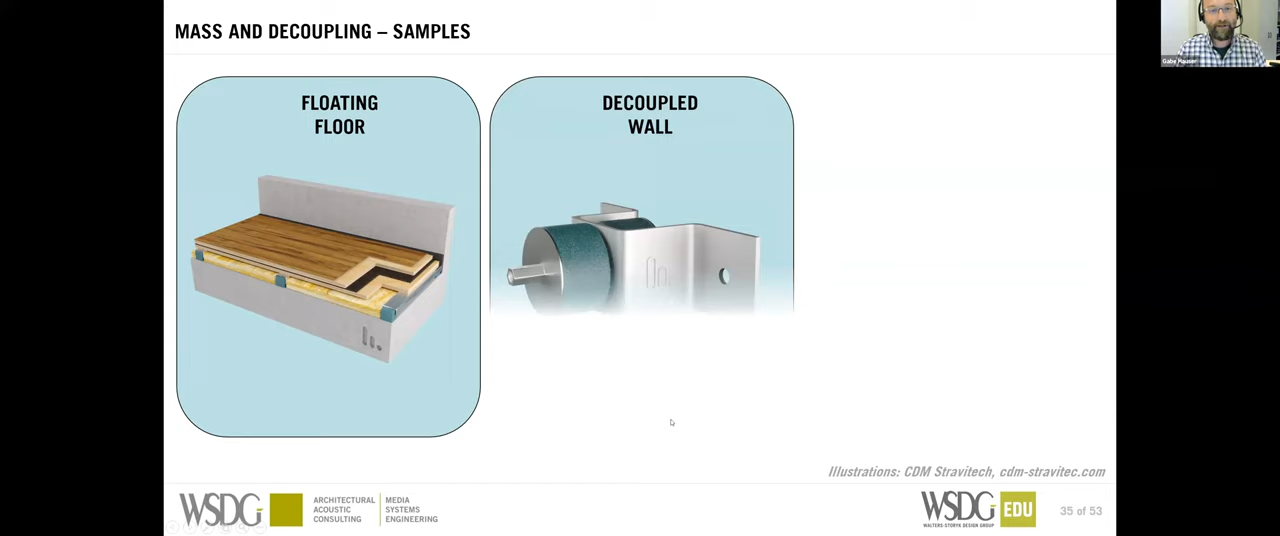 MASS AND DECOUPLING – SAMPLES
FLOATING
FLOOR
DECOUPLED
WALL
Gabe Hauser
Illustrations: CDM Stravitech, cdm-stravitec.com
WSDG
ARCHITECTURAL
ACOUSTIC
CONSULTING
MEDIA
SYSTEMS
ENGINEERING
WSDG
WALTERS-STORYK DESIGN GROUP
EDU
35 of 53